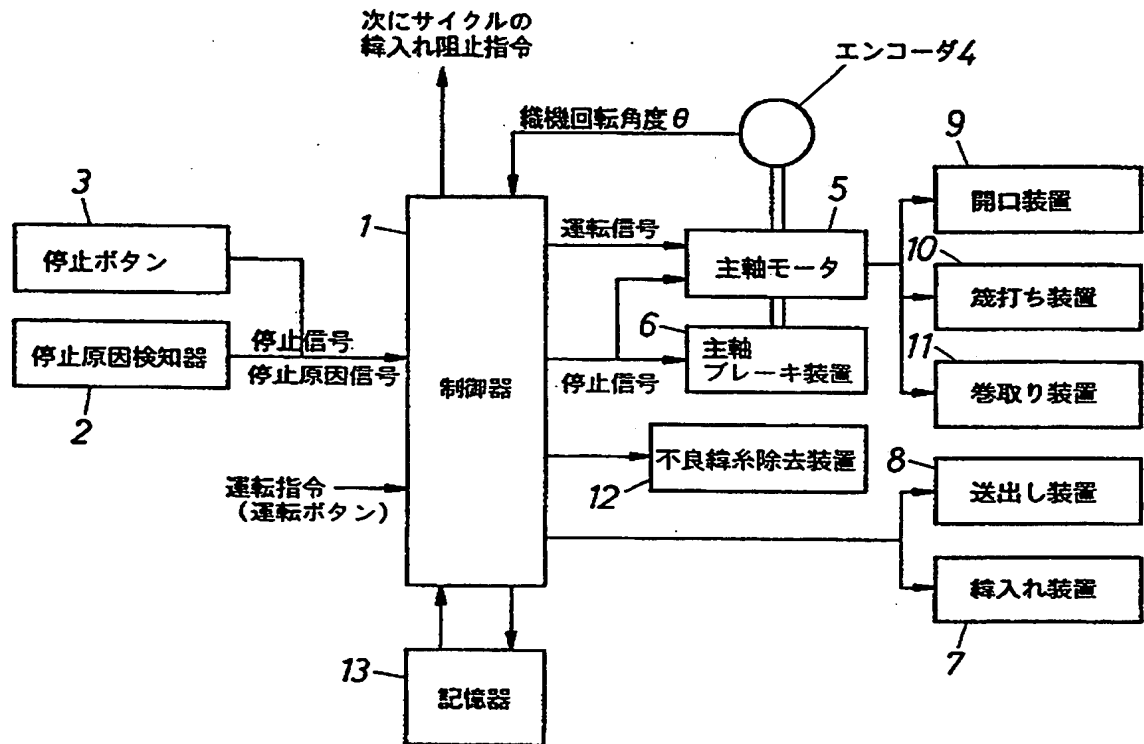 次にサイクルの
緯入れ阻止指令
エンコーダ4
織機回転角度θ
9
開口装置
3
停止ボタン
1
運転信号
5
主軸モータ
10
筬打ち装置
停止原因検知器
2
停止信号
停止原因信号
制御器
停止信号
6
主軸
ブレーキ装置
11
巻取り装置
運転指令
(運転ボタン)
不良緯糸除去装置
12
8
送出し装置
緯入れ装置
7
13
記憶器